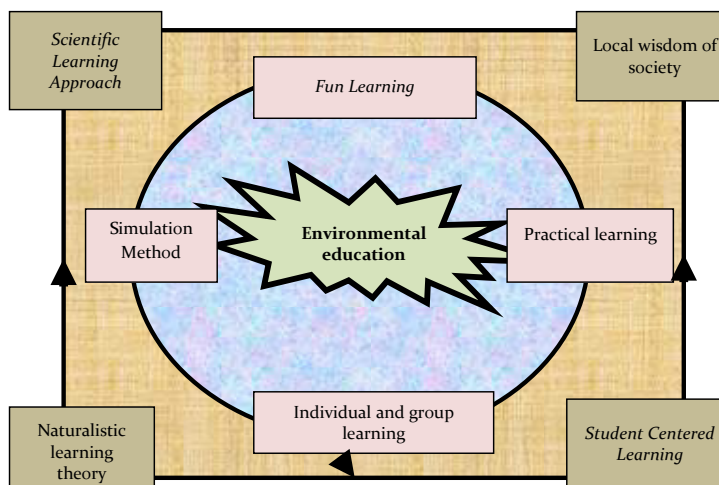 Scientific
Learning
Approach
Local wisdom of
society
Fun Learning
Simulation
Method
Environmental
education
Practical learning
Individual and group
learning
Naturalistic
learning
theory
Student Centered
Learning